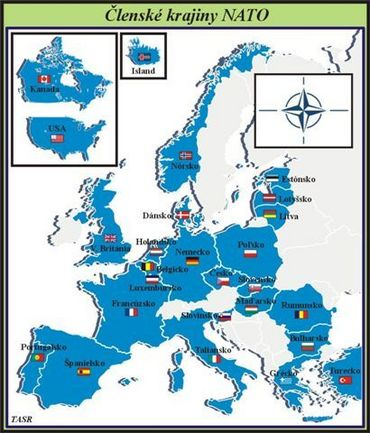 Členské krajiny NATO
Kanada
Island
USA
Nórsko
Estónsko
Lotyšsko
Litva
Dánsko
V. Británia
Holandsko
Nemecko
Poľsko
Belgicko
Česko
Slovensko
Luxembursko
Maďarsko
Francúzsko
Rumunsko
Slovinsko
Bulharsko
Portugalsko
Taliansko
Španielsko
Grécko
Turecko
TASR